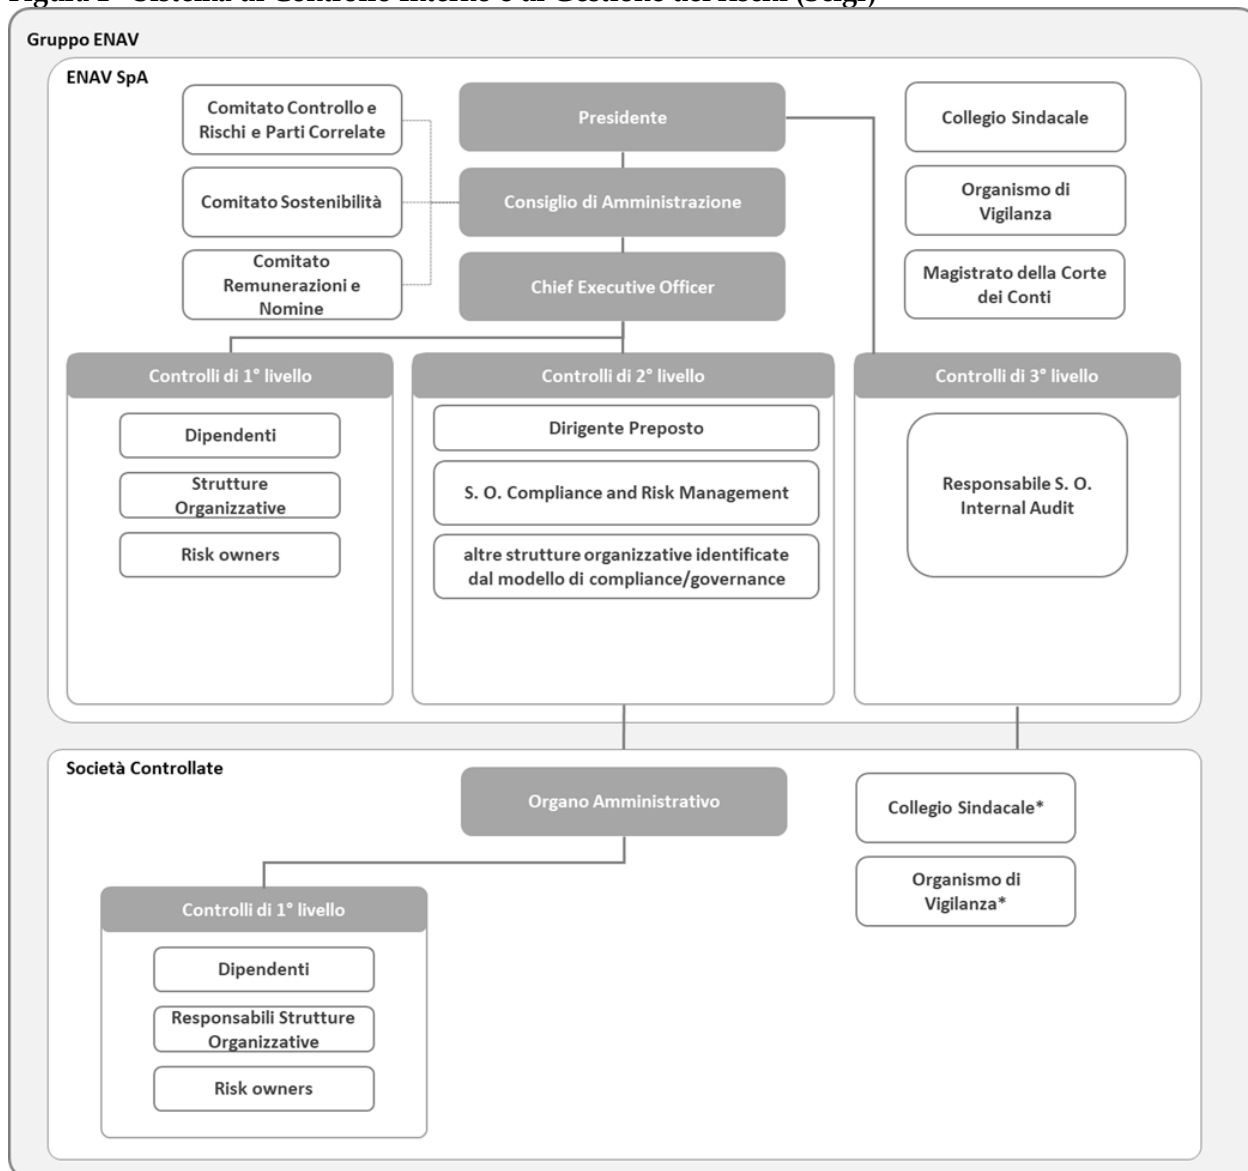 Figura 1 - Sistema di Controllo Interno e di Gestione dei Rischi (Scigr)
Gruppo ENAV
ENAV SpA
Comitato Controllo e
Rischi e Parti Correlate
Comitato Sostenibilità
Comitato
Remunerazioni e
Nomine
Presidente
Consiglio di Amministrazione
Chief Executive Officer
Collegio Sindacale
Organismo di
Vigilanza
Magistrato della Corte
dei Conti
Controlli di 1° livello
Dipendenti
Strutture
Organizzative
Risk owners
Controlli di 2° livello
Dirigente Preposto
S. O. Compliance and Risk Management
altre strutture organizzative identificate
dal modello di compliance/governance
Controlli di 3° livello
Responsabile S. O.
Internal Audit
Società Controllate
Organo Amministrativo
Collegio Sindacale*
Organismo di
Vigilanza*
Controlli di 1° livello
Dipendenti
Responsabili Strutture
Organizzative
Risk owners